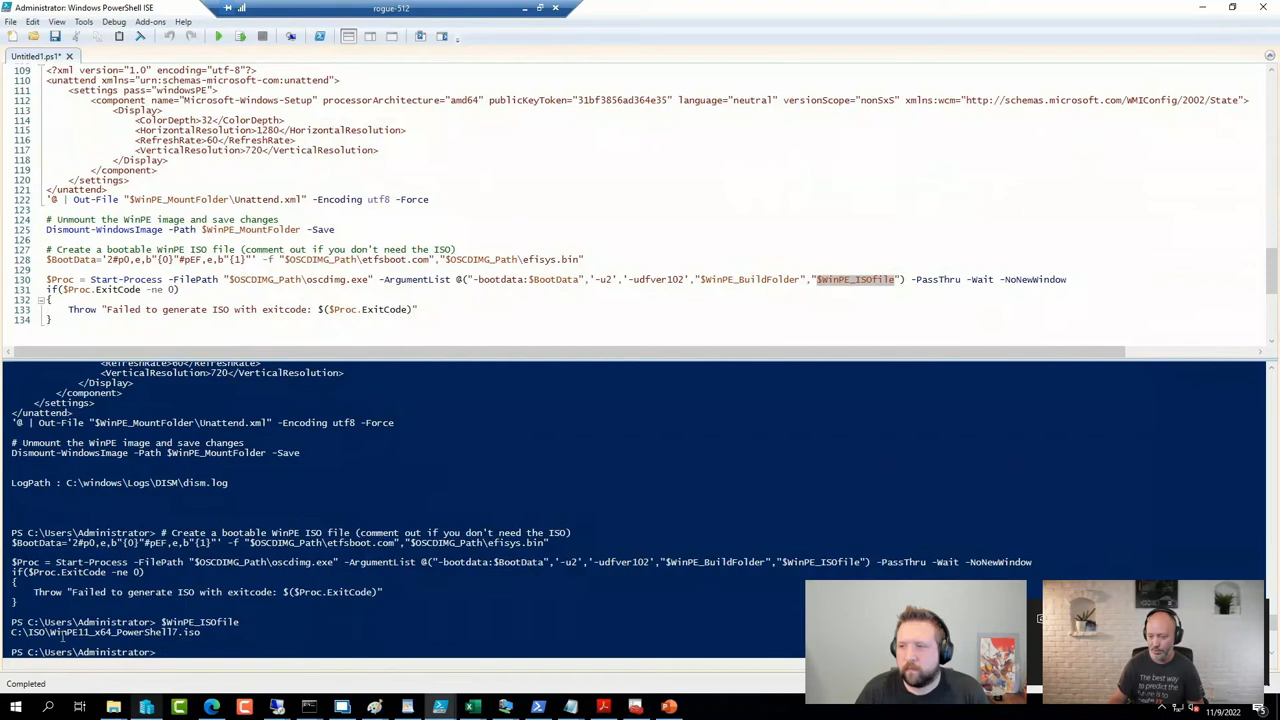 Administrator: Windows PowerShell ISE
rogue-512
File Edit View Tools Debug Add-ons Help
Untitled1.ps1*
109 <?xml version="1.0" encoding="utf-8"?>
110 <unattend xmlns="urn:schemas-microsoft-com:unattend">
111 <settings pass="windowsPE">
112 <component name="Microsoft-Windows-Setup" processorArchitecture="amd64" publicKeyToken="31bf3856ad364e35" language="neutral" versionScope="nonSxS" xmlns:wcm="http://schemas.microsoft.com/WMIConfig/2002/State">
113 <Display>
114 <ColorDepth>32</ColorDepth>
115 <HorizontalResolution>1280</HorizontalResolution>
116 <RefreshRate>60</RefreshRate>
117 <VerticalResolution>720</VerticalResolution>
118 </Display>
119 </component>
120 </settings>
121 </unattend>
122 '@ | Out-File "$WinPE_MountFolder\Unattend.xml" -Encoding utf8 -Force
123
124 # Unmount the WinPE image and save changes
125 Dismount-WindowsImage -Path $WinPE_MountFolder -Save
126
127 # Create a bootable WinPE ISO file (comment out if you don't need the ISO)
128 $BootData='2#p0,e,b"{0}"#pEF,e,b"{1}"' -f "$OSCDIMG_Path\etfsboot.com","$OSCDIMG_Path\efisys.bin"
129
130 $Proc = Start-Process -FilePath "$OSCDIMG_Path\oscdimg.exe" -ArgumentList @("-bootdata:$BootData",'-u2','-udfver102',"$WinPE_BuildFolder","$WinPE_ISOfile") -PassThru -Wait -NoNewWindow
131 if($Proc.ExitCode -ne 0)
132 {
133 Throw "Failed to generate ISO with exitcode: $($Proc.ExitCode)"
134 }
<RefreshRate>60</RefreshRate>
<VerticalResolution>720</VerticalResolution>
</Display>
</component>
</settings>
</unattend>
'@ | Out-File "$WinPE_MountFolder\Unattend.xml" -Encoding utf8 -Force
# Unmount the WinPE image and save changes
Dismount-WindowsImage -Path $WinPE_MountFolder -Save
LogPath : C:\windows\Logs\DISM\dism.log
PS C:\Users\Administrator> # Create a bootable WinPE ISO file (comment out if you don't need the ISO)
$BootData='2#p0,e,b"{0}"#pEF,e,b"{1}"' -f "$OSCDIMG_Path\etfsboot.com","$OSCDIMG_Path\efisys.bin"
$Proc = Start-Process -FilePath "$OSCDIMG_Path\oscdimg.exe" -ArgumentList @("-bootdata:$BootData",'-u2','-udfver102',"$WinPE_BuildFolder","$WinPE_ISOfile") -PassThru -Wait -NoNewWindow
if($Proc.ExitCode -ne 0)
{
Throw "Failed to generate ISO with exitcode: $($Proc.ExitCode)"
}
PS C:\Users\Administrator> $WinPE_ISOfile
C:\ISO\WinPE11_x64_PowerShell7.iso
PS C:\Users\Administrator>
The best
way to
predict the
Completed
11/9/2022